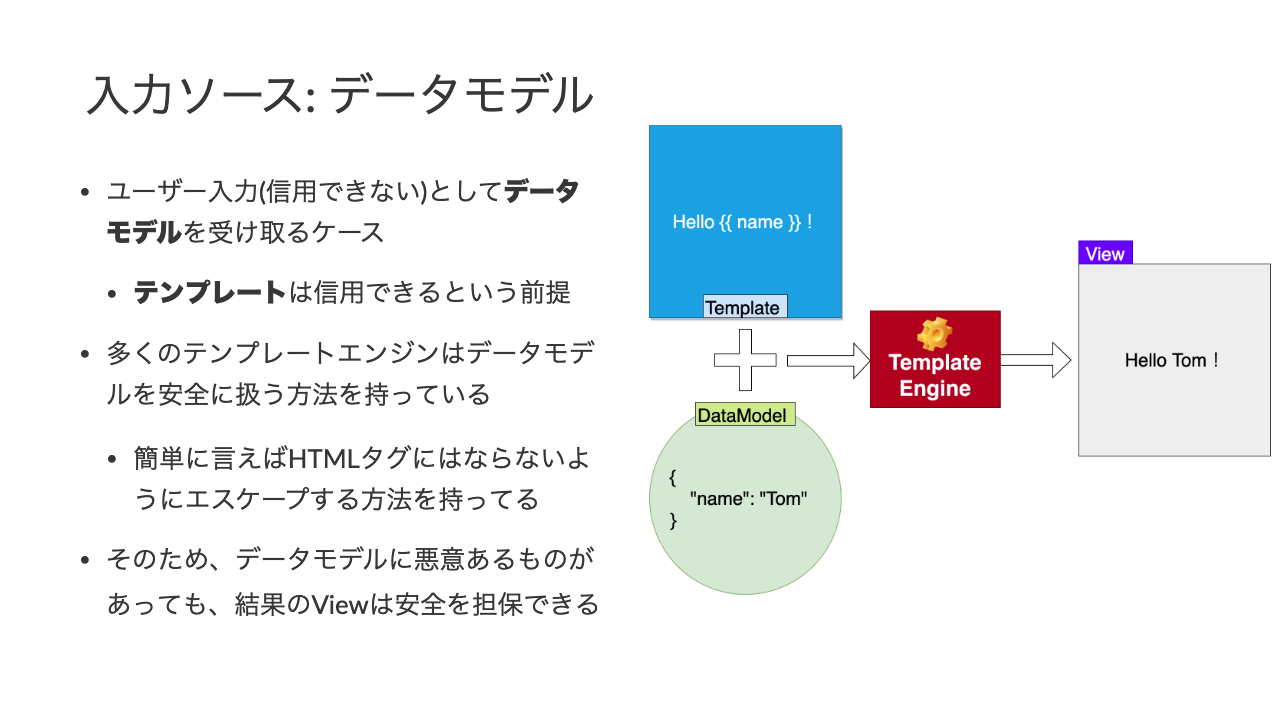 入力ソース: データモデル
• ユーザー入力(信用できない)としてデータ
モデルを受け取るケース
• テンプレートは信用できるという前提
• 多くのテンプレートエンジンはデータモデ
ルを安全に扱う方法を持っている
• 簡単に言えばHTMLタグにはならないよ
うにエスケープする方法を持ってる
• そのため、データモデルに悪意あるものが
あっても、結果のViewは安全を担保できる
Hello {{ name }}！
Template
DataModel
{
"name": "Tom"
}
Template
Engine
View
Hello Tom！